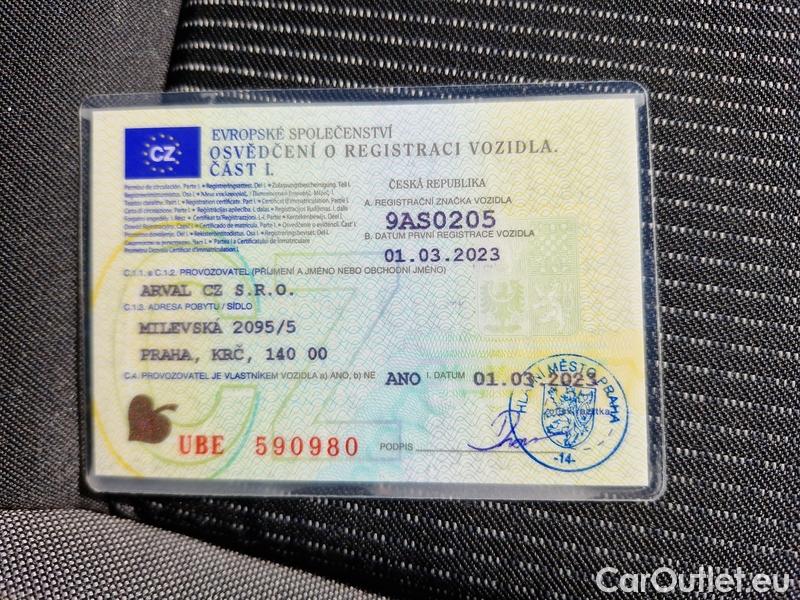 EVROPSKÉ SPOLEČENSTVÍ
CZ
OSVĚDČENÍ O REGISTRACI VOZIDLA.
ČÁST I.
ČESKÁ REPUBLIKA
A. REGISTRAČNÍ ZNAČKA VOZIDLA
9AS0205
B. DATUM PRVNÍ REGISTRACE VOZIDLA
01.03.2023
C.1.1. a C.1.2. PROVOZOVATEL (PŘÍJMENÍ A JMÉNO NEBO OBCHODNÍ JMÉNO)
ARVAL CZ S.R.O.
C.1.3. ADRESA POBYTU / SÍDLO
MILEVSKÁ 2095/5
PRAHA, KRČ, 140 00
C.4. PROVOZOVATEL JE VLASTNÍKEM VOZIDLA a) ANO, b) NE ANO I. DATUM 01.03.2023
HLAVNÍ MĚSTO PRAHA
UBE 590980
PODPIS
-14-
CarOutlet.eu